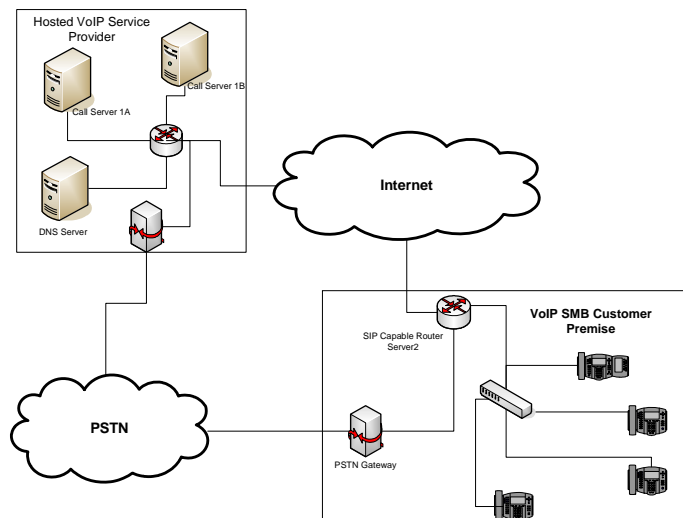 Hosted VoIP Service
Provider
Call Server 1B
Call Server 1A
DNS Server
Internet
VoIP SMB Customer
Premise
SIP Capable Router
Server2
PSTN
PSTN Gateway